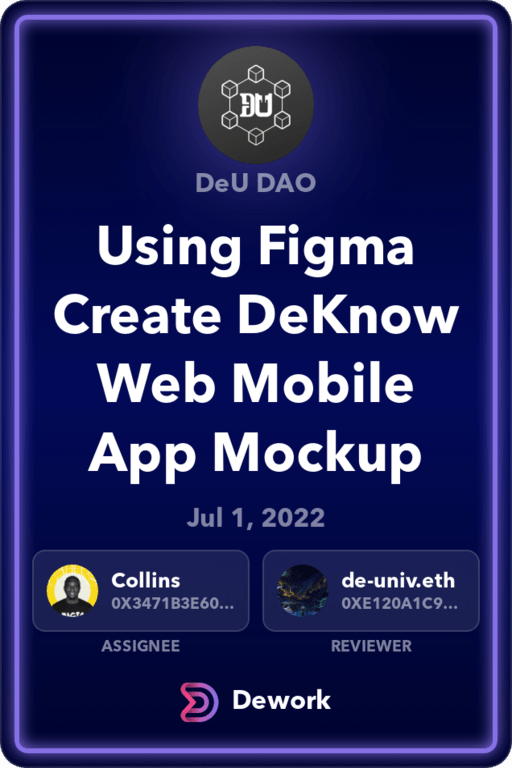 DU
DeU DAO
Using Figma
Create DeKnow
Web Mobile
App Mockup
Jul 1, 2022
Collins
0X3471B3E60...
ASSIGNEE
de-univ.eth
0XE120A1C9...
REVIEWER
Dework